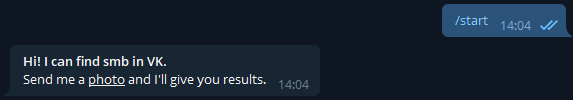 /start
14:04
Hi! I can find smb in VK.
Send me a photo and I'll give you results.
14:04